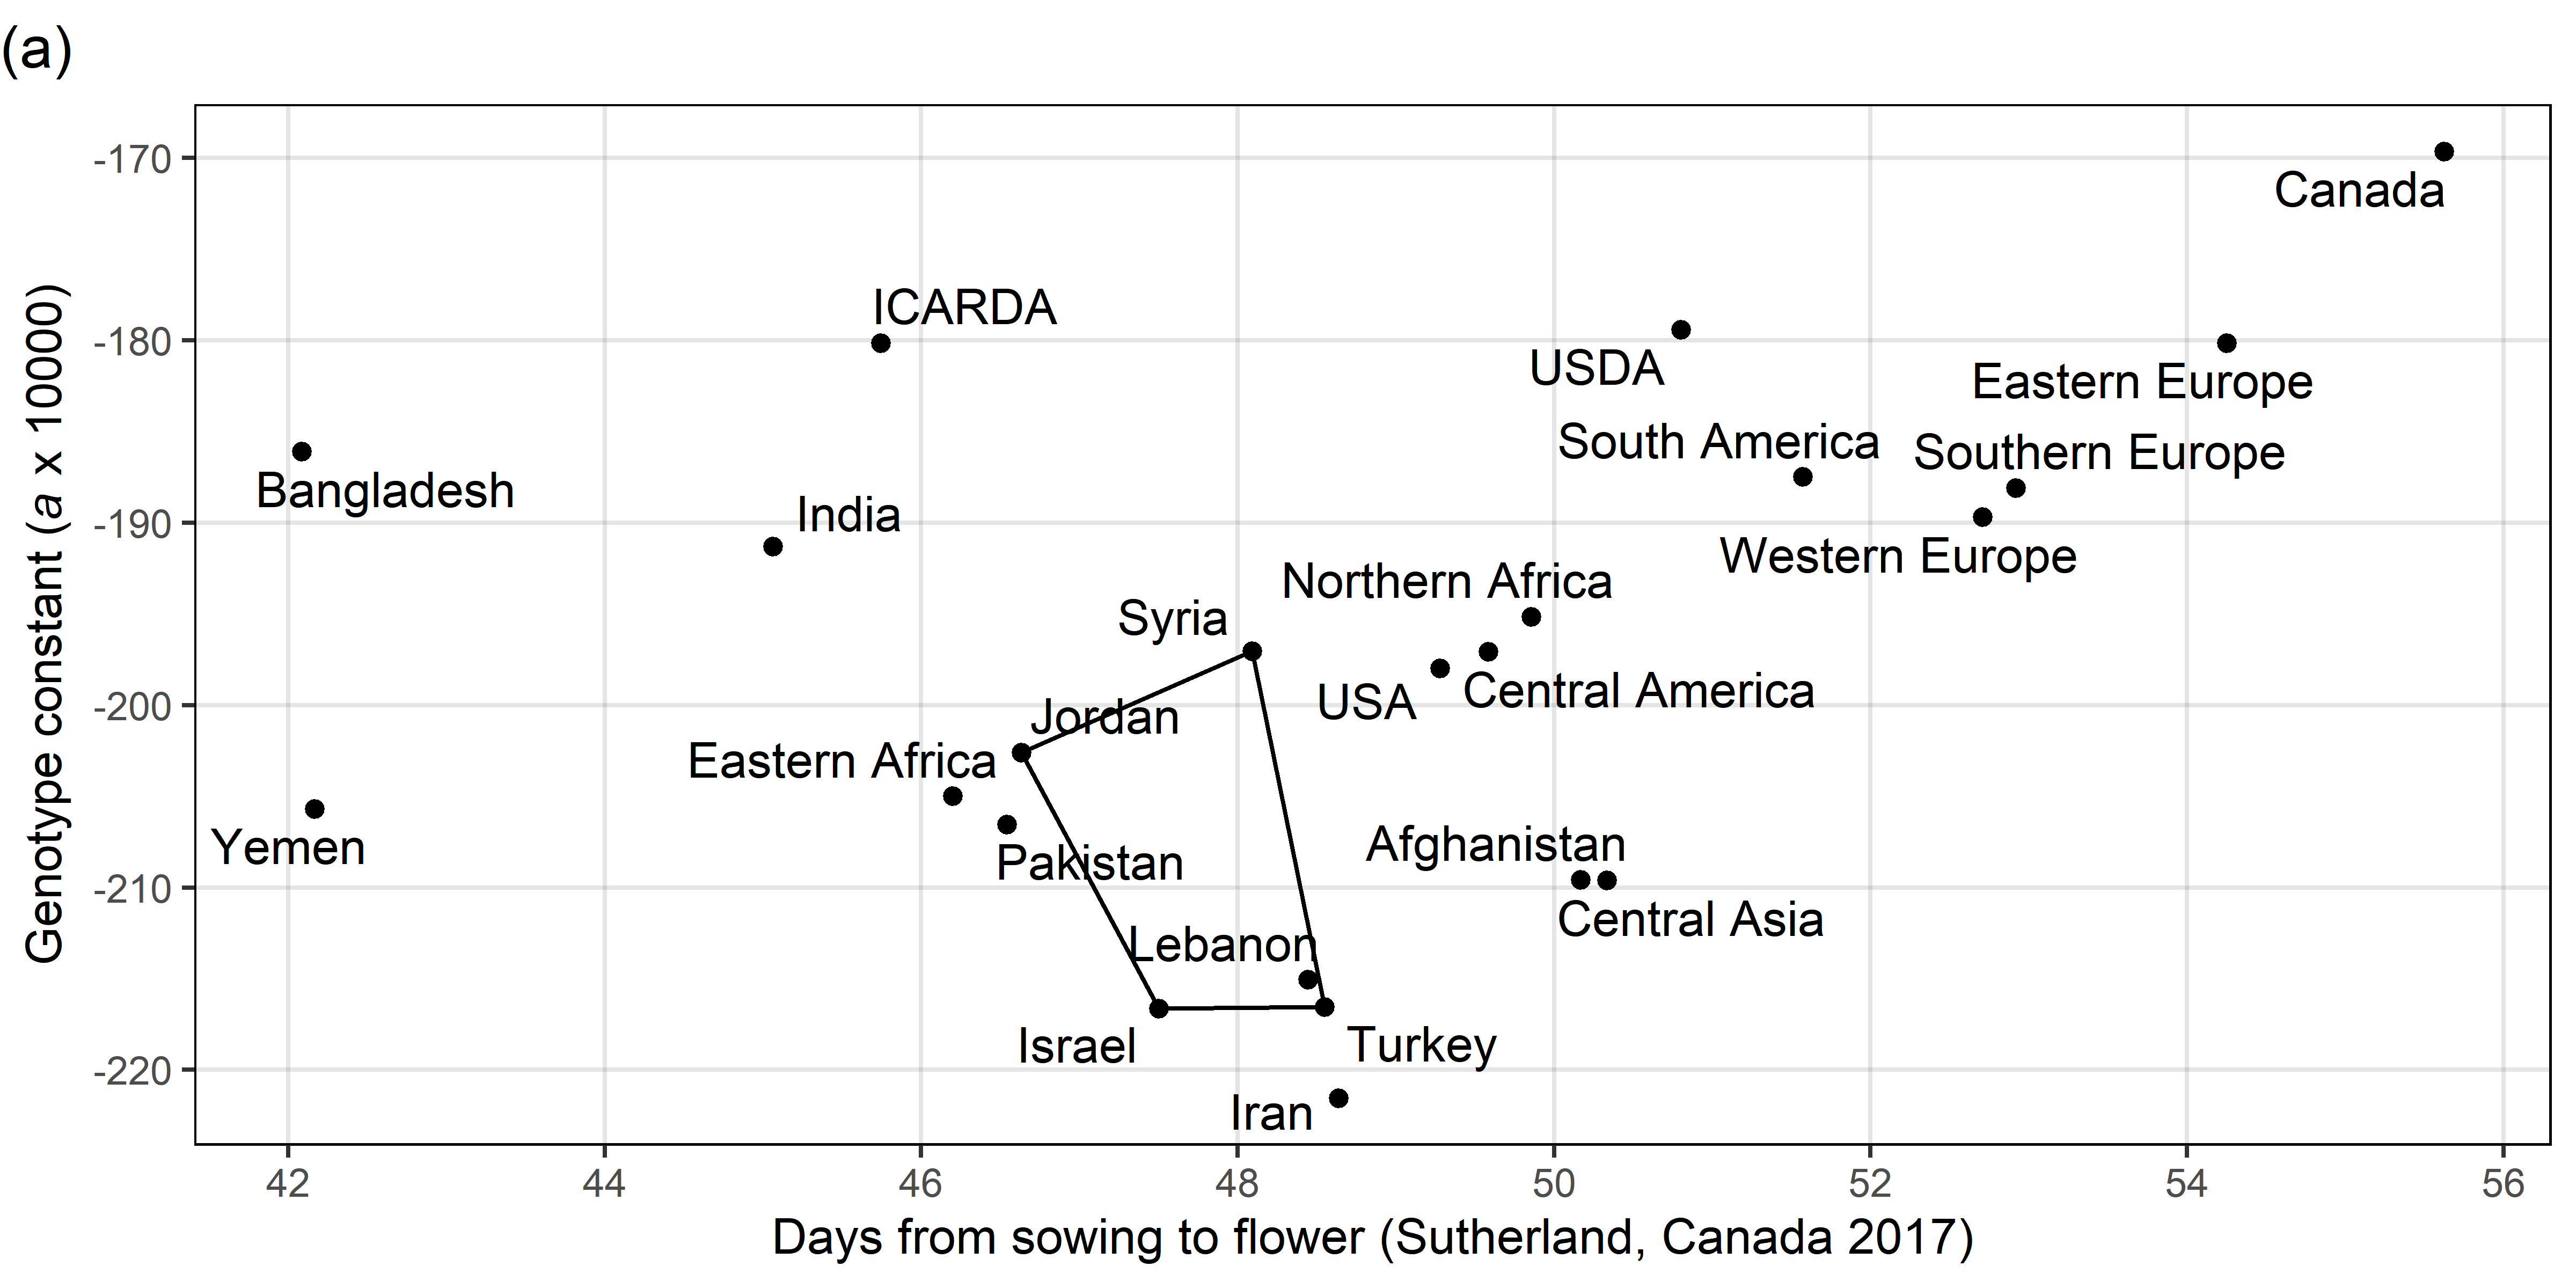 (a)
Genotype constant (a x 10000)
-170
-180
-190
-200
-210
-220
Canada
ICARDA
USDA
Eastern Europe
South America
Southern Europe
Bangladesh
India
Western Europe
Northern Africa
Syria
USA
Central America
Jordan
Eastern Africa
Yemen
Pakistan
Afghanistan
Central Asia
Lebanon
Israel
Turkey
Iran
42 44 46 48 50 52 54 56
Days from sowing to flower (Sutherland, Canada 2017)